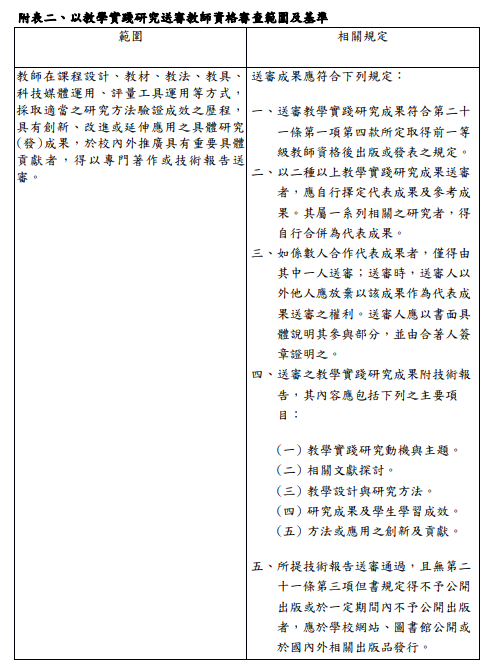 附表二、以教學實踐研究送審教師資格審查範圍及基準
範圍
相關規定
教師在課程設計、教材、教法、教具、
科技媒體運用、評量工具運用等方式，
採取適當之研究方法驗證成效之歷程，
具有創新、改進或延伸應用之具體研究
(發)成果，於校內外推廣具有重要具體
貢獻者，得以專門著作或技術報告送
審。
送審成果應符合下列規定：
一、送審教學實踐研究成果符合第二十
一條第一項第四款所定取得前一等
級教師資格後出版或發表之規定。
二、以二種以上教學實踐研究成果送審
者，應自行擇定代表成果及參考成
果。其屬一系列相關之研究者，得
自行合併為代表成果。
三、如係數人合作代表成果者，僅得由
其中一人送審；送審時，送審人以
外他人應放棄以該成果作為代表成
果送審之權利。送審人應以書面具
體說明其參與部分，並由合著人簽
章證明之。
四、送審之教學實踐研究成果附技術報
告，其內容應包括下列之主要項
目：
(一)教學實踐研究動機與主題。
(二)相關文獻探討。
(三)教學設計與研究方法。
(四)研究成果及學生學習成效。
(五)方法或應用之創新及貢獻。
五、所提技術報告送審通過，且無第二
十一條第三項但書規定得不予公開
出版或於一定期間內不予公開出版
者，應於學校網站、圖書館公開或
於國內外相關出版品發行。